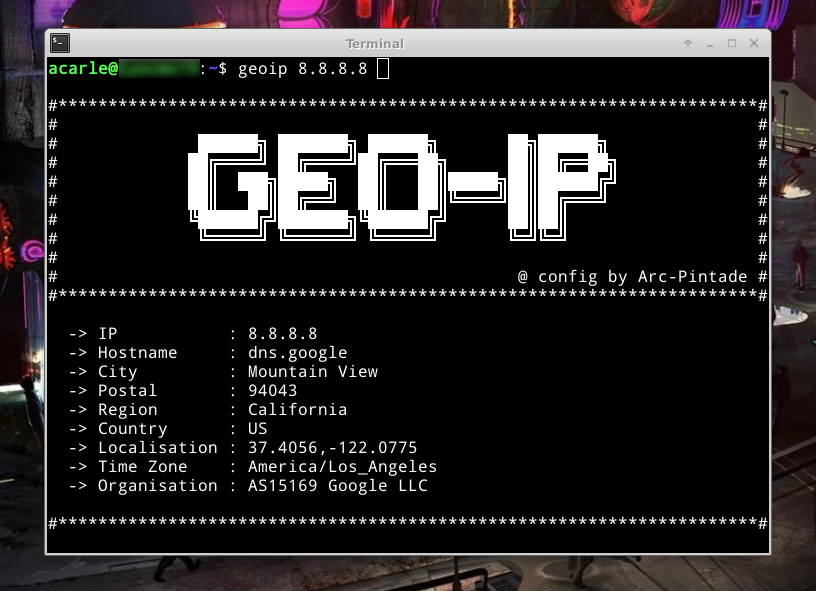 Terminal
acarle@ :~$ geoip 8.8.8.8
#**********************************************************************#
#
#
# GEO-IP #
#
#
#
#
#
# @ config by Arc-Pintade #
#**********************************************************************#
-> IP : 8.8.8.8
-> Hostname : dns.google
-> City : Mountain View
-> Postal : 94043
-> Region : California
-> Country : US
-> Localisation : 37.4056,-122.0775
-> Time Zone : America/Los_Angeles
-> Organisation : AS15169 Google LLC
#**********************************************************************#